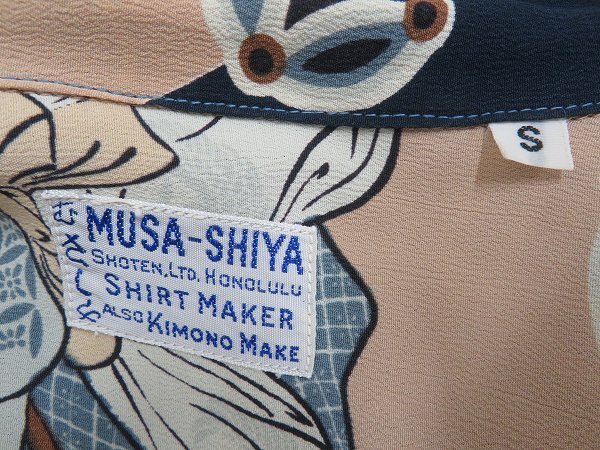 むさしや
MUSA-SHIYA
SHOTEN, LTD. HONOLULU
SHIRT MAKER
ALSO KIMONO MAKE
S